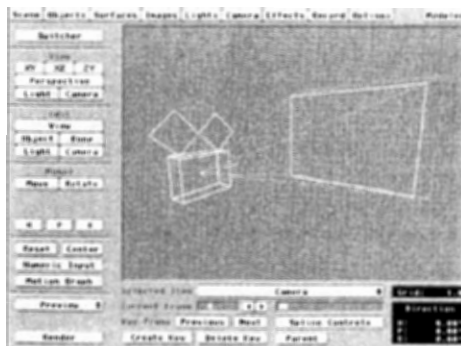 Scene Objects Surfaces Images Lights Camera Effects Record Options Modeler
Switcher
View
XY XZ ZY
Perspective
Light Camera
Edit
View
Object Bone
Light Camera
Mouse
Move Rotate
Reset Center
Numeric Input
Motion Graph
Preview
Render
Selected Item Camera
Current Frame
Key Frame Previous Next Spline Controls
Create Key Delete Key Parent
Grid:
Direction